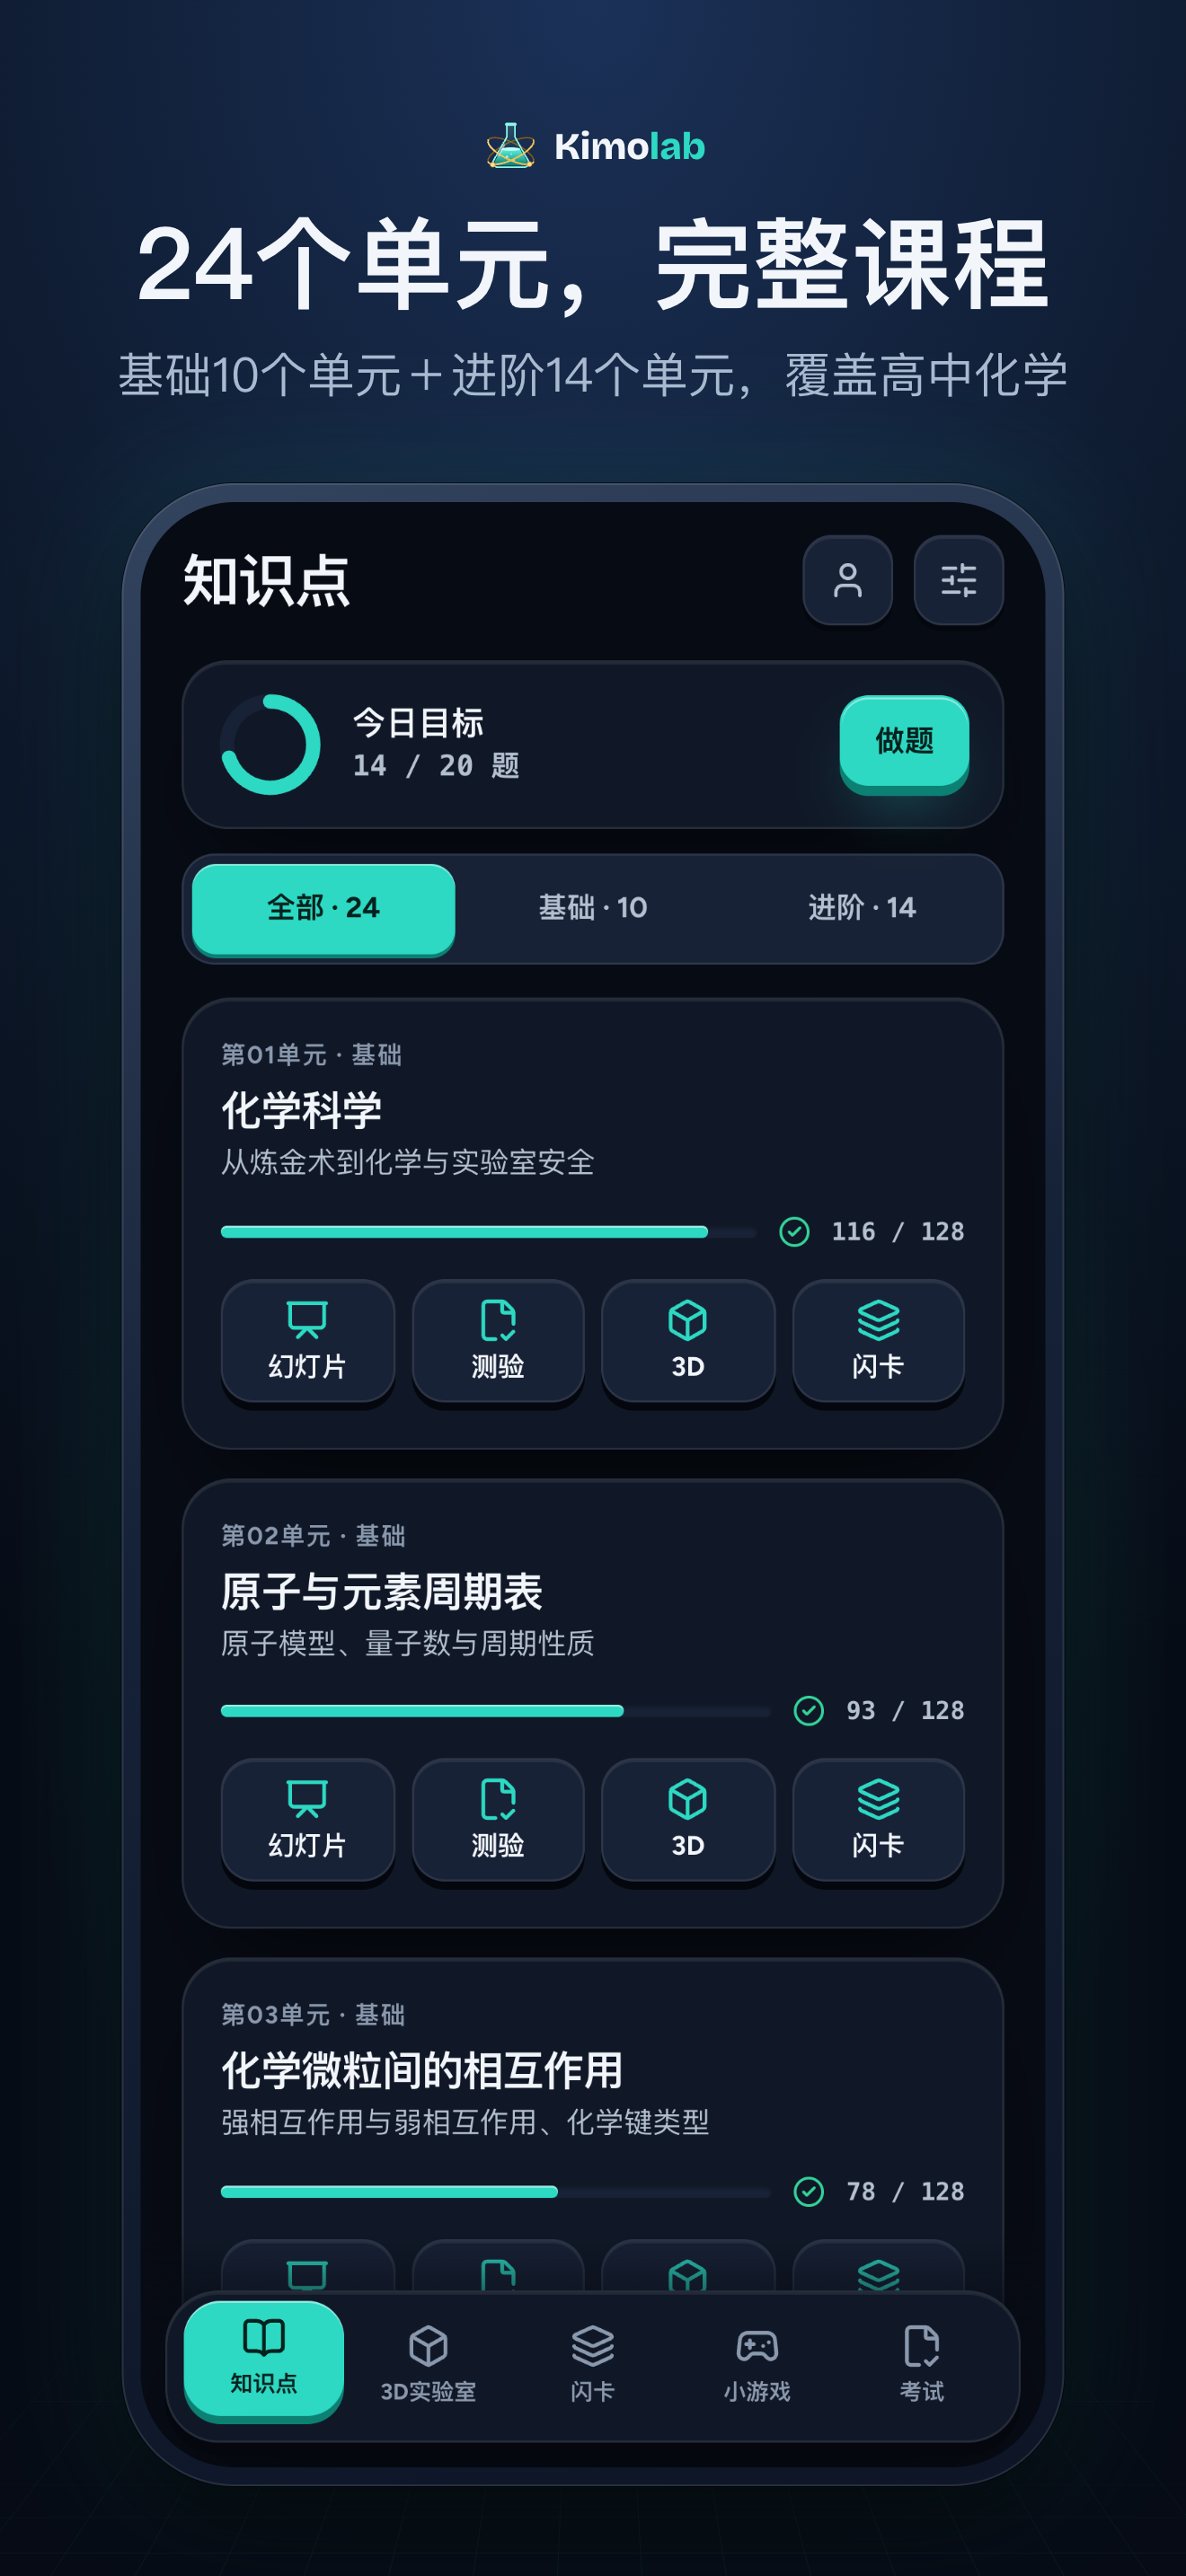 Kimolab
24个单元，完整课程
基础10个单元＋进阶14个单元，覆盖高中化学
知识点
今日目标
14 / 20 题
做题
全部 · 24
基础 · 10
进阶 · 14
第01单元 · 基础
化学科学
从炼金术到化学与实验室安全
116 / 128
幻灯片
测验
3D
闪卡
第02单元 · 基础
原子与元素周期表
原子模型、量子数与周期性质
93 / 128
幻灯片
测验
3D
闪卡
第03单元 · 基础
化学微粒间的相互作用
强相互作用与弱相互作用、化学键类型
78 / 128
知识点
3D实验室
闪卡
小游戏
考试